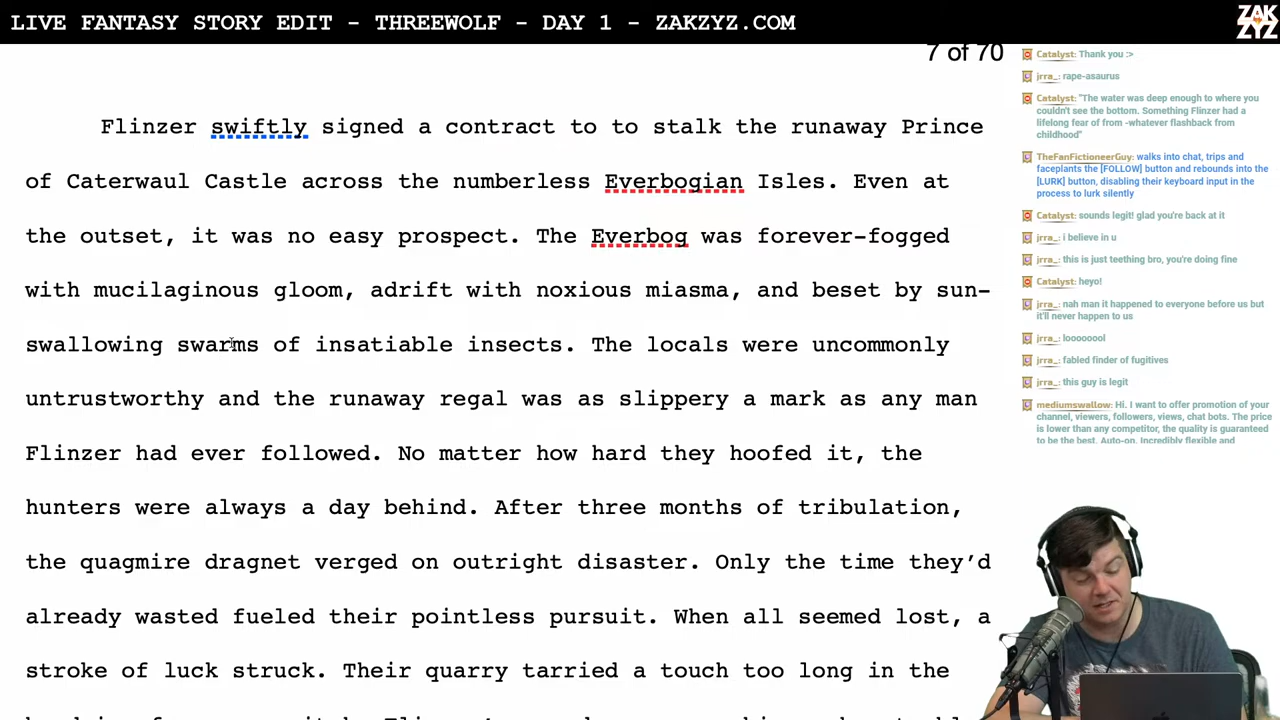 LIVE FANTASY STORY EDIT - THREEWOLF - DAY 1 - ZAKZYZ.COM
ZAK
ZYZ
7 of 70
Flinzer swiftly signed a contract to to stalk the runaway Prince
of Caterwaul Castle across the numberless Everbogian Isles. Even at
the outset, it was no easy prospect. The Everbog was forever-fogged
with mucilaginous gloom, adrift with noxious miasma, and beset by sun-
swallowing swarms of insatiable insects. The locals were uncommonly
untrustworthy and the runaway regal was as slippery a mark as any man
Flinzer had ever followed. No matter how hard they hoofed it, the
hunters were always a day behind. After three months of tribulation,
the quagmire dragnet verged on outright disaster. Only the time they’d
already wasted fueled their pointless pursuit. When all seemed lost, a
stroke of luck struck. Their quarry tarried a touch too long in the
Catalyst: Thank you :>
jrra_: rape-asaurus
Catalyst: "The water was deep enough to where you
couldn't see the bottom. Something Flinzer had a
lifelong fear of from -whatever flashback from
childhood"
TheFanFictioneerGuy: walks into chat, trips and
faceplants the [FOLLOW] button and rebounds into the
[LURK] button, disabling their keyboard input in the
process to lurk silently
Catalyst: sounds legit! glad you're back at it
jrra_: i believe in u
jrra_: this is just teething bro, you're doing fine
Catalyst: heyo!
jrra_: nah man it happened to everyone before us but
it'll never happen to us
jrra_: loooooool
jrra_: fabled finder of fugitives
jrra_: this guy is legit
mediumswallow: Hi. I want to offer promotion of your
channel, viewers, followers, views, chat bots. The price
is lower than any competitor, the quality is guaranteed
to be the best. Auto-on. Incredibly flexible and